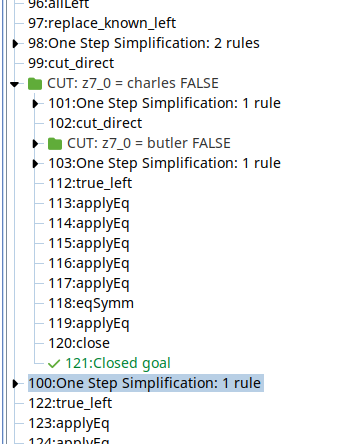 96:allLeft
97:replace_known_left
98:One Step Simplification: 2 rules
99:cut_direct
CUT: z7_0 = charles FALSE
101:One Step Simplification: 1 rule
102:cut_direct
CUT: z7_0 = butler FALSE
103:One Step Simplification: 1 rule
112:true_left
113:applyEq
114:applyEq
115:applyEq
116:applyEq
117:applyEq
118:eqSymm
119:applyEq
120:close
121:Closed goal
100:One Step Simplification: 1 rule
122:true_left
123:applyEq
124:applyEq